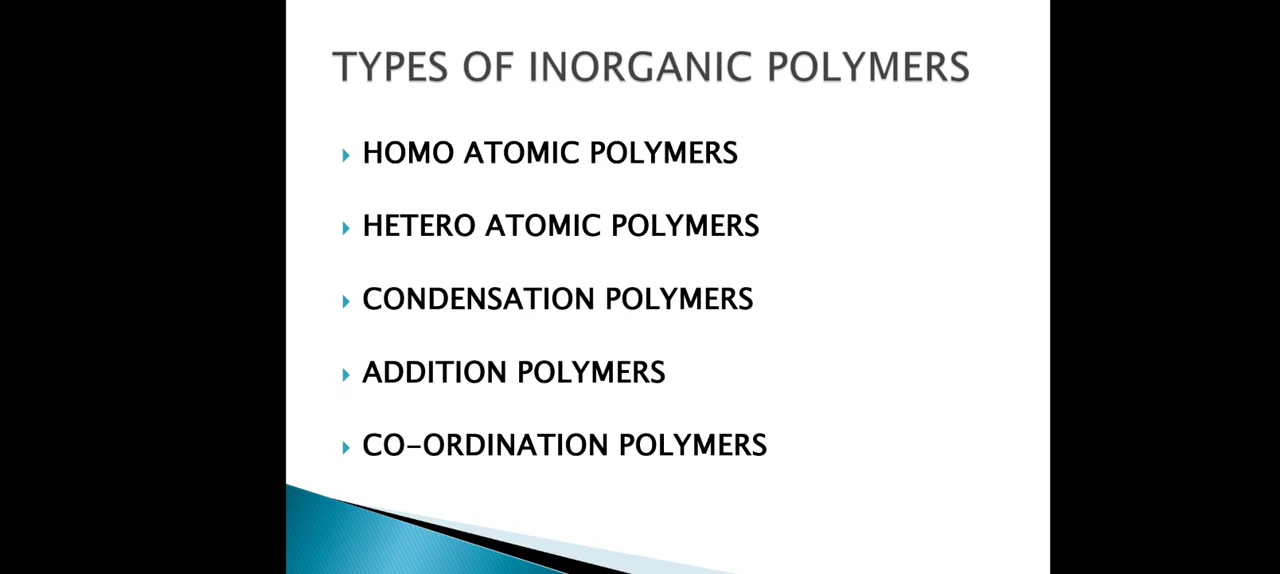 TYPES OF INORGANIC POLYMERS
HOMO ATOMIC POLYMERS
HETERO ATOMIC POLYMERS
CONDENSATION POLYMERS
ADDITION POLYMERS
CO-ORDINATION POLYMERS